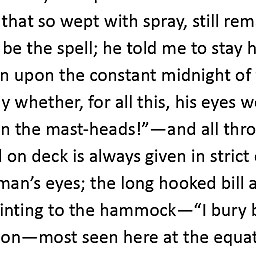 that so wept with spray, still rem
be the spell; he told me to stay h
n upon the constant midnight of
y whether, for all this, his eyes w
n the mast-heads!”—and all thro
l on deck is always given in strict
man’s eyes; the long hooked bill a
inting to the hammock—“I bury b
on—most seen here at the equat